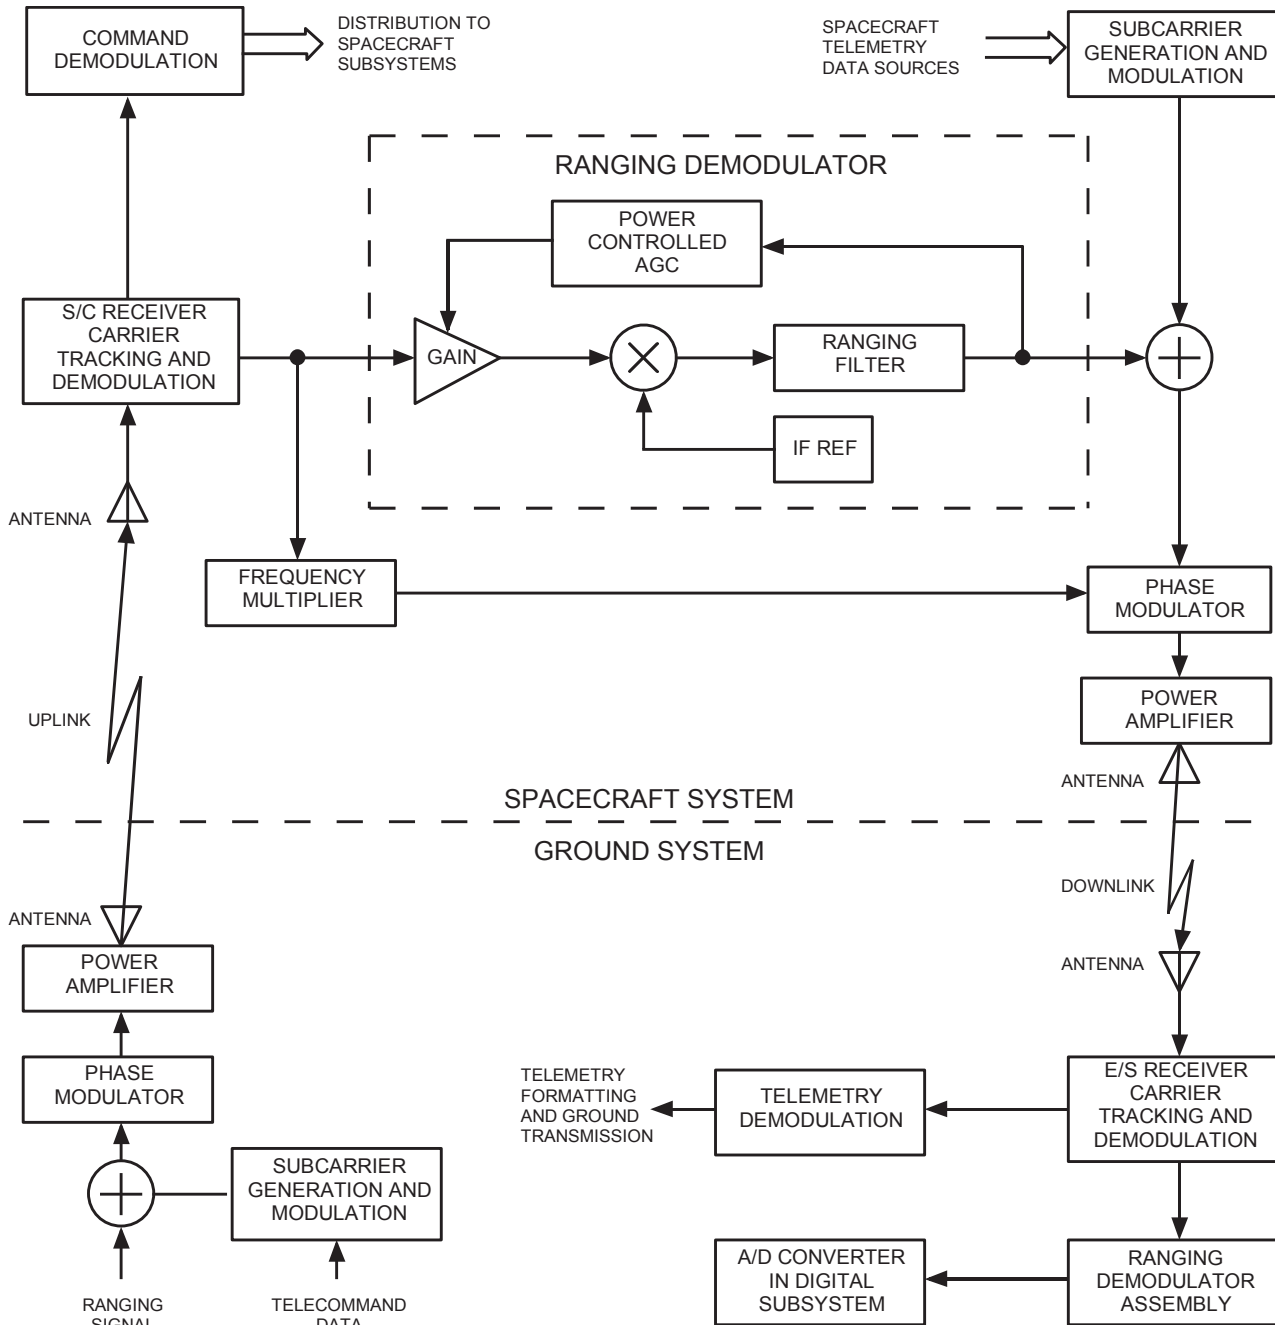 COMMAND
DEMODULATION
DISTRIBUTION TO
SPACECRAFT
SUBSYSTEMS
SPACECRAFT
TELEMETRY
DATA SOURCES
SUBCARRIER
GENERATION AND
MODULATION
RANGING DEMODULATOR
POWER
CONTROLLED
AGC
S/C RECEIVER
CARRIER
TRACKING AND
DEMODULATION
GAIN
RANGING
FILTER
IF REF
ANTENNA
FREQUENCY
MULTIPLIER
PHASE
MODULATOR
POWER
AMPLIFIER
UPLINK
ANTENNA
SPACECRAFT SYSTEM
GROUND SYSTEM
ANTENNA
DOWNLINK
POWER
AMPLIFIER
ANTENNA
PHASE
MODULATOR
TELEMETRY
FORMATTING
AND GROUND
TRANSMISSION
TELEMETRY
DEMODULATION
E/S RECEIVER
CARRIER
TRACKING AND
DEMODULATION
SUBCARRIER
GENERATION AND
MODULATION
A/D CONVERTER
IN DIGITAL
SUBSYSTEM
RANGING
DEMODULATOR
ASSEMBLY
RANGING
SIGNAL
TELECOMMAND
DATA